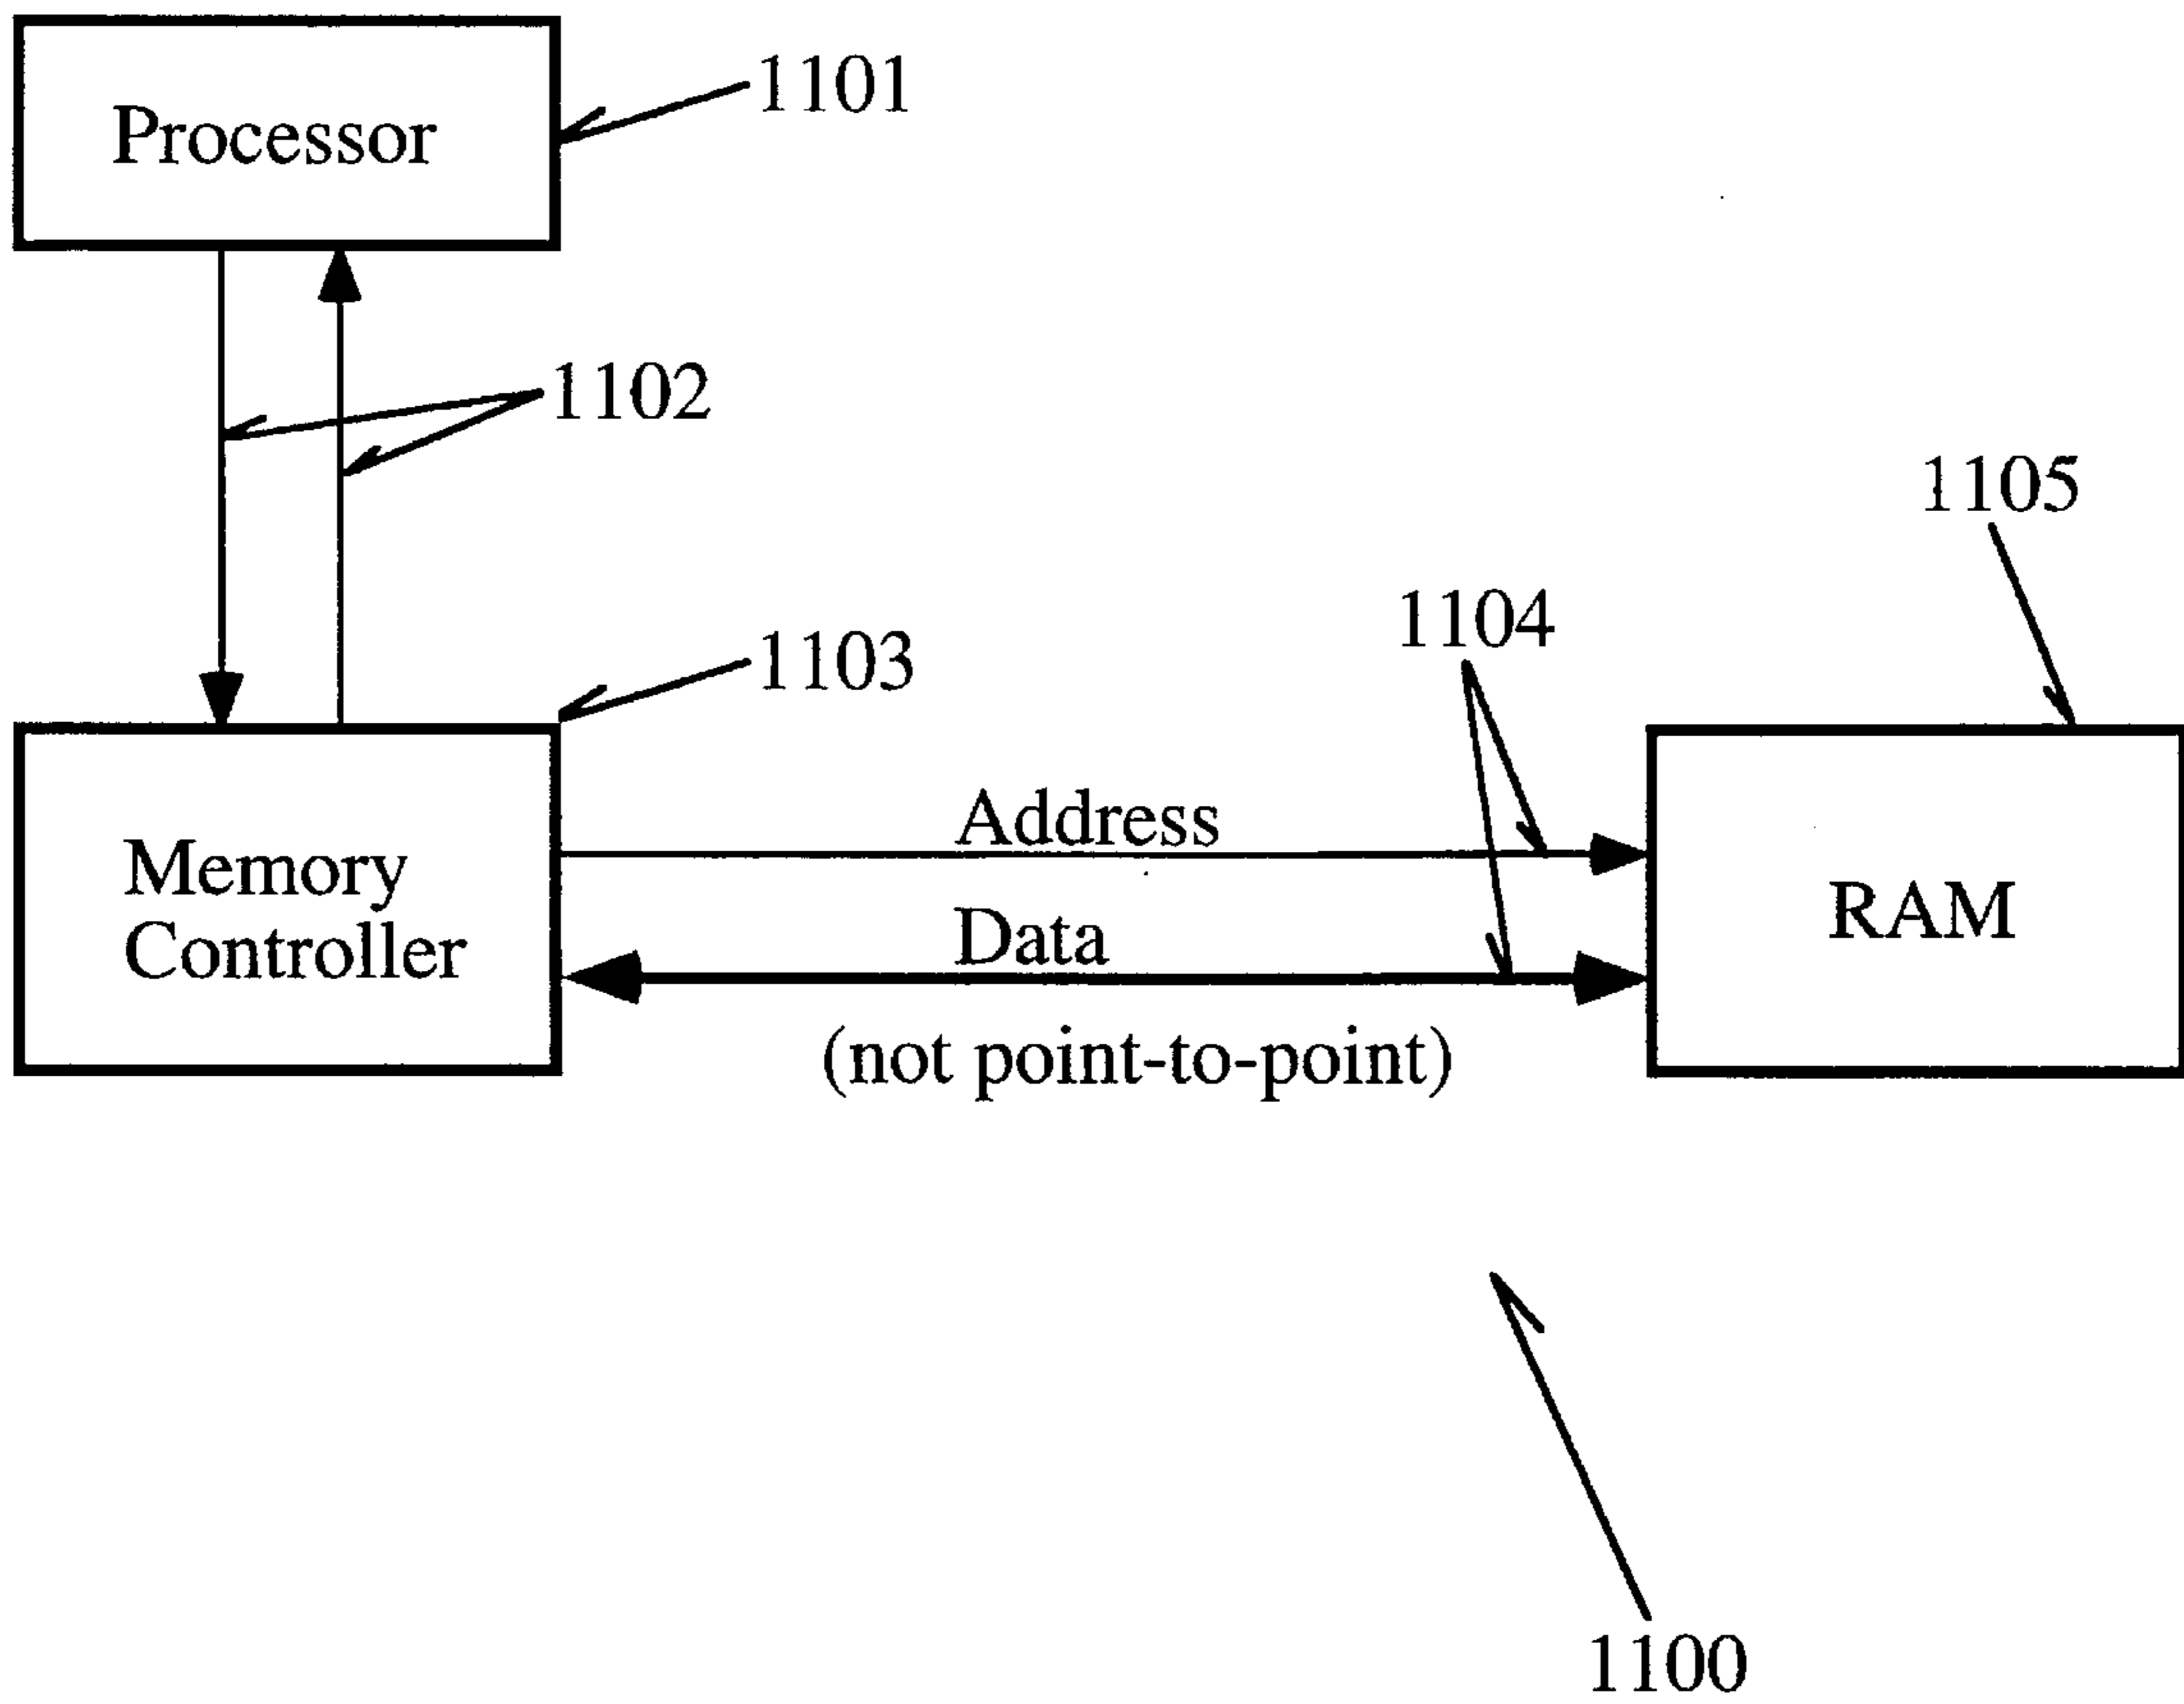 Processor
1101
1102
1105
1104
1103
Address
Memory
Controller
Data
RAM
(not point-to-point)
1100